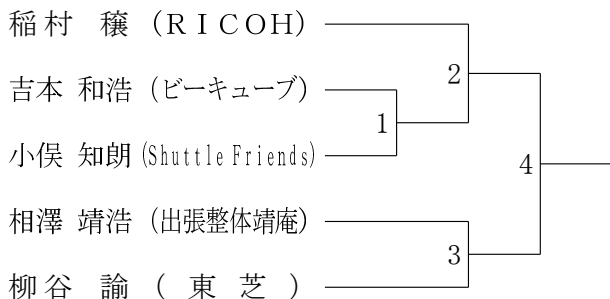 稲村 穣 (RICOH)
吉本 和浩 (ビーキューブ)
小俣 知朗 (Shuttle Friends)
相澤 靖浩 (出張整体靖庵)
柳谷 諭 (東芝)
1
2
3
4